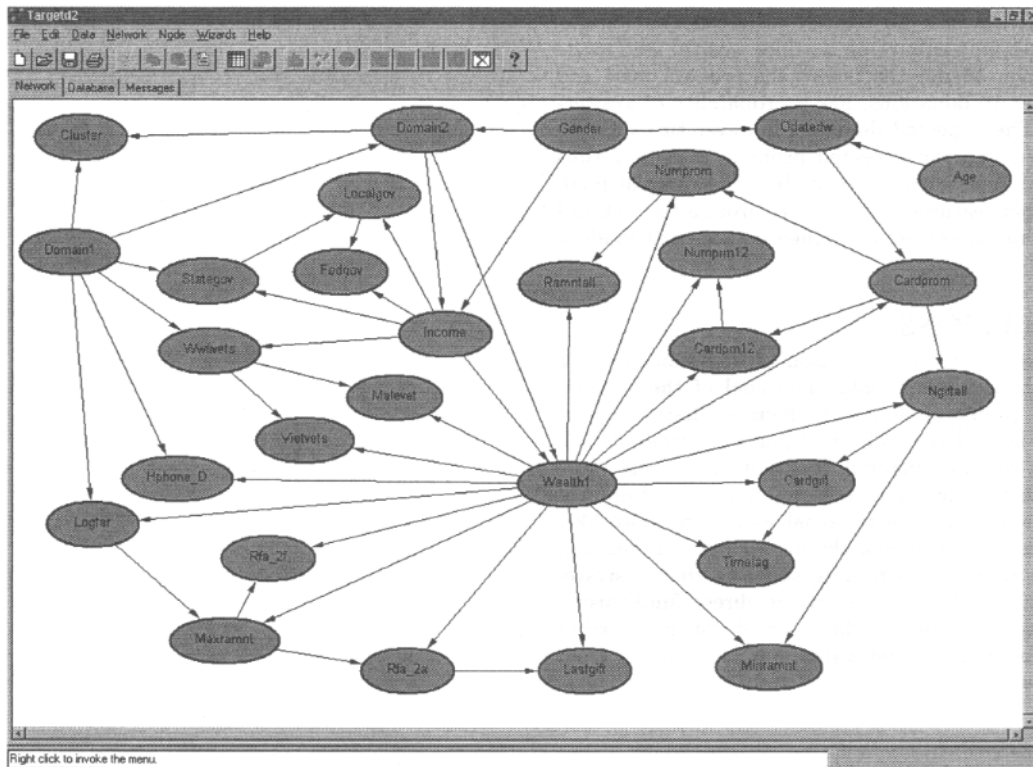 Targetd2
File Edit Data Network Node Wizards Help
Network Database Messages
Cluster
Domain2
Gender
Odatedw
Numprom
Age
Localgov
Domain1
Stategov
Fedgov
Numprm12
Ramntall
Cardprom
Income
Wwiivets
Cardpm12
Malevet
Ngiftall
Vietvets
Hphone_D
Wealth1
Cardgift
Logtar
Rfa_2f
Timelag
Maxramnt
Rfa_2a
Lastgift
Minramnt
Right click to invoke the menu.